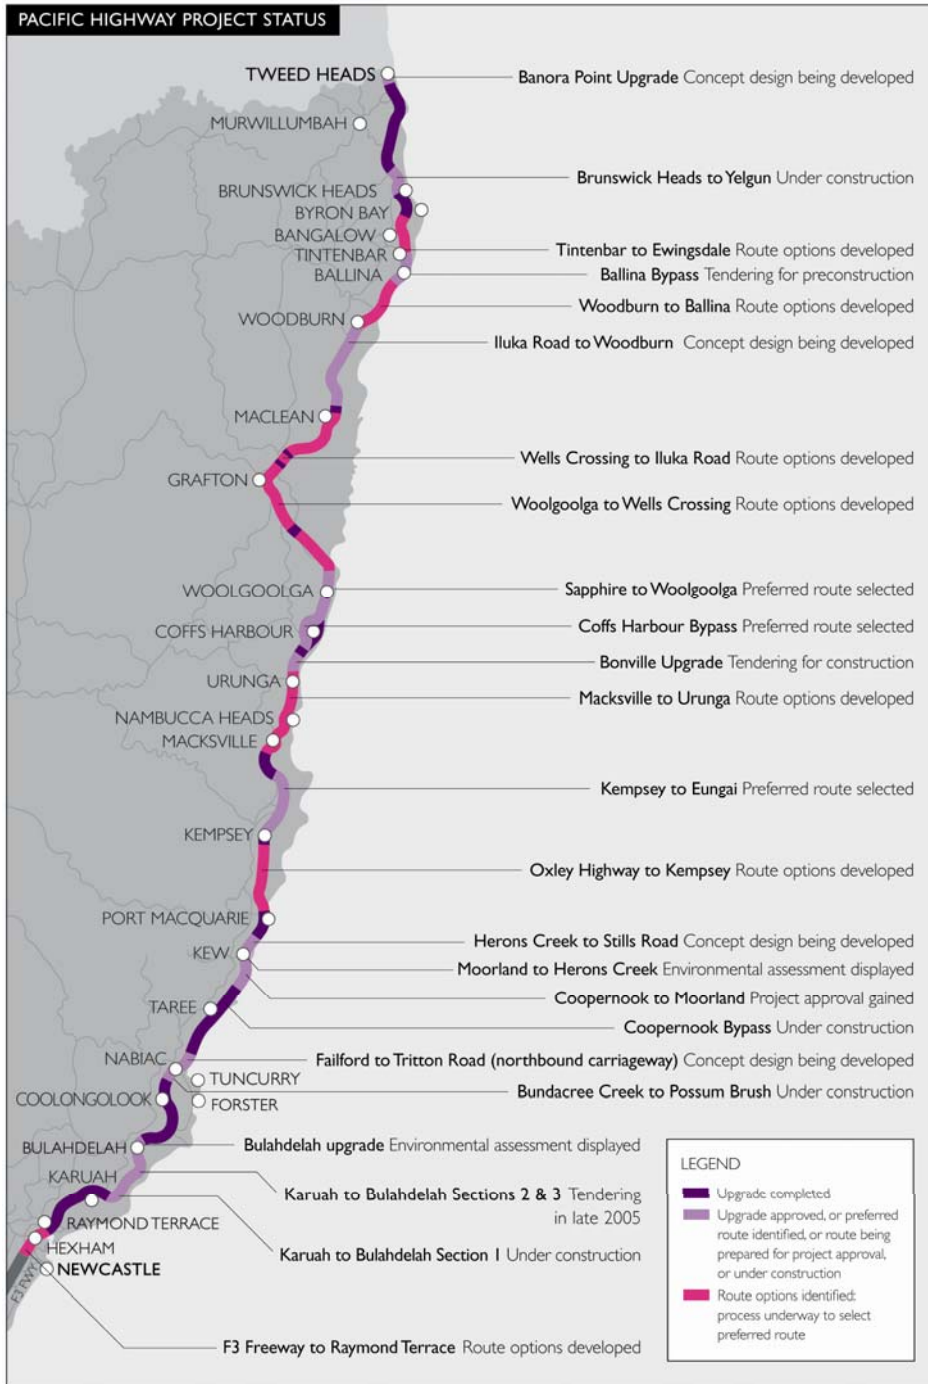 PACIFIC HIGHWAY PROJECT STATUS
TWEED HEADS
Banora Point Upgrade Concept design being developed
MURWILLUMBAH
Brunswick Heads to Yelgun Under construction
BRUNSWICK HEADS
BYRON BAY
BANGALOW
TINTENBAR
Tintenbar to Ewingsdale Route options developed
BALLINA
Ballina Bypass Tendering for preconstruction
Woodburn to Ballina Route options developed
WOODBURN
Iluka Road to Woodburn Concept design being developed
MACLEAN
Wells Crossing to Iluka Road Route options developed
GRAFTON
Woolgoolga to Wells Crossing Route options developed
WOOLGOOLGA
Sapphire to Woolgoolga Preferred route selected
COFFS HARBOUR
Coffs Harbour Bypass Preferred route selected
Bonville Upgrade Tendering for construction
URUNGA
Macksville to Urunga Route options developed
NAMBUCCA HEADS
MACKSVILLE
Kempsey to Eungai Preferred route selected
KEMPSEY
Oxley Highway to Kempsey Route options developed
PORT MACQUARIE
Herons Creek to Stills Road Concept design being developed
KEW
Moorland to Herons Creek Environmental assessment displayed
Coopernook to Moorland Project approval gained
TAREE
Coopernook Bypass Under construction
NABIAC
Failford to Tritton Road (northbound carriageway) Concept design being developed
TUNCURRY
Bundacree Creek to Possum Brush Under construction
COOLONGOLOOK
FORSTER
BULAHDELAH
Bulahdelah upgrade Environmental assessment displayed
KARUAH
Karuah to Bulahdelah Sections 2 & 3 Tendering
in late 2005
RAYMOND TERRACE
HEXHAM
Karuah to Bulahdelah Section 1 Under construction
F3 FWY
NEWCASTLE
F3 Freeway to Raymond Terrace Route options developed
LEGEND
Upgrade completed
Upgrade approved, or preferred
route identified, or route being
prepared for project approval,
or under construction
Route options identified:
process underway to select
preferred route